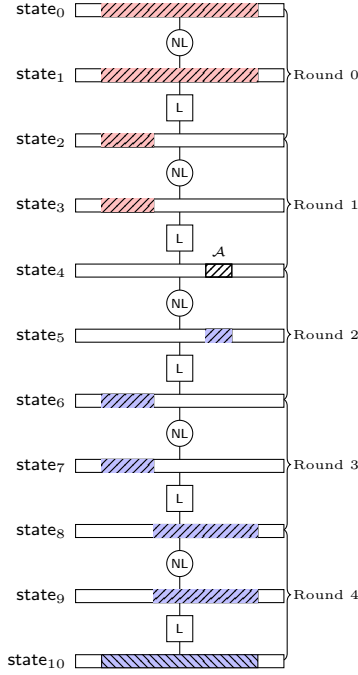 state0
NL
state1
Round 0
L
state2
NL
state3
Round 1
L
A
state4
NL
state5
Round 2
L
state6
NL
state7
Round 3
L
state8
NL
state9
Round 4
L
state10